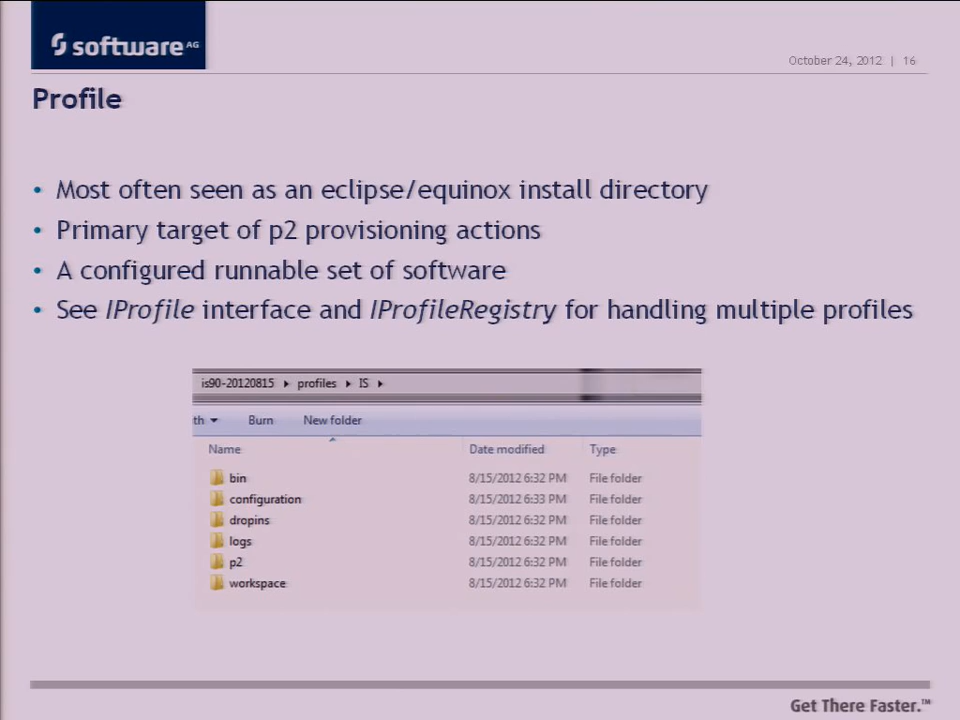 software AG
October 24, 2012 | 16
Profile
• Most often seen as an eclipse/equinox install directory
• Primary target of p2 provisioning actions
• A configured runnable set of software
• See IProfile interface and IProfileRegistry for handling multiple profiles
is90-20120815 ▸ profiles ▸ IS ▸
th ▾ Burn New folder
Name Date modified Type
bin 8/15/2012 6:32 PM File folder
configuration 8/15/2012 6:33 PM File folder
dropins 8/15/2012 6:32 PM File folder
logs 8/15/2012 6:32 PM File folder
p2 8/15/2012 6:32 PM File folder
workspace 8/15/2012 6:32 PM File folder
Get There Faster.™